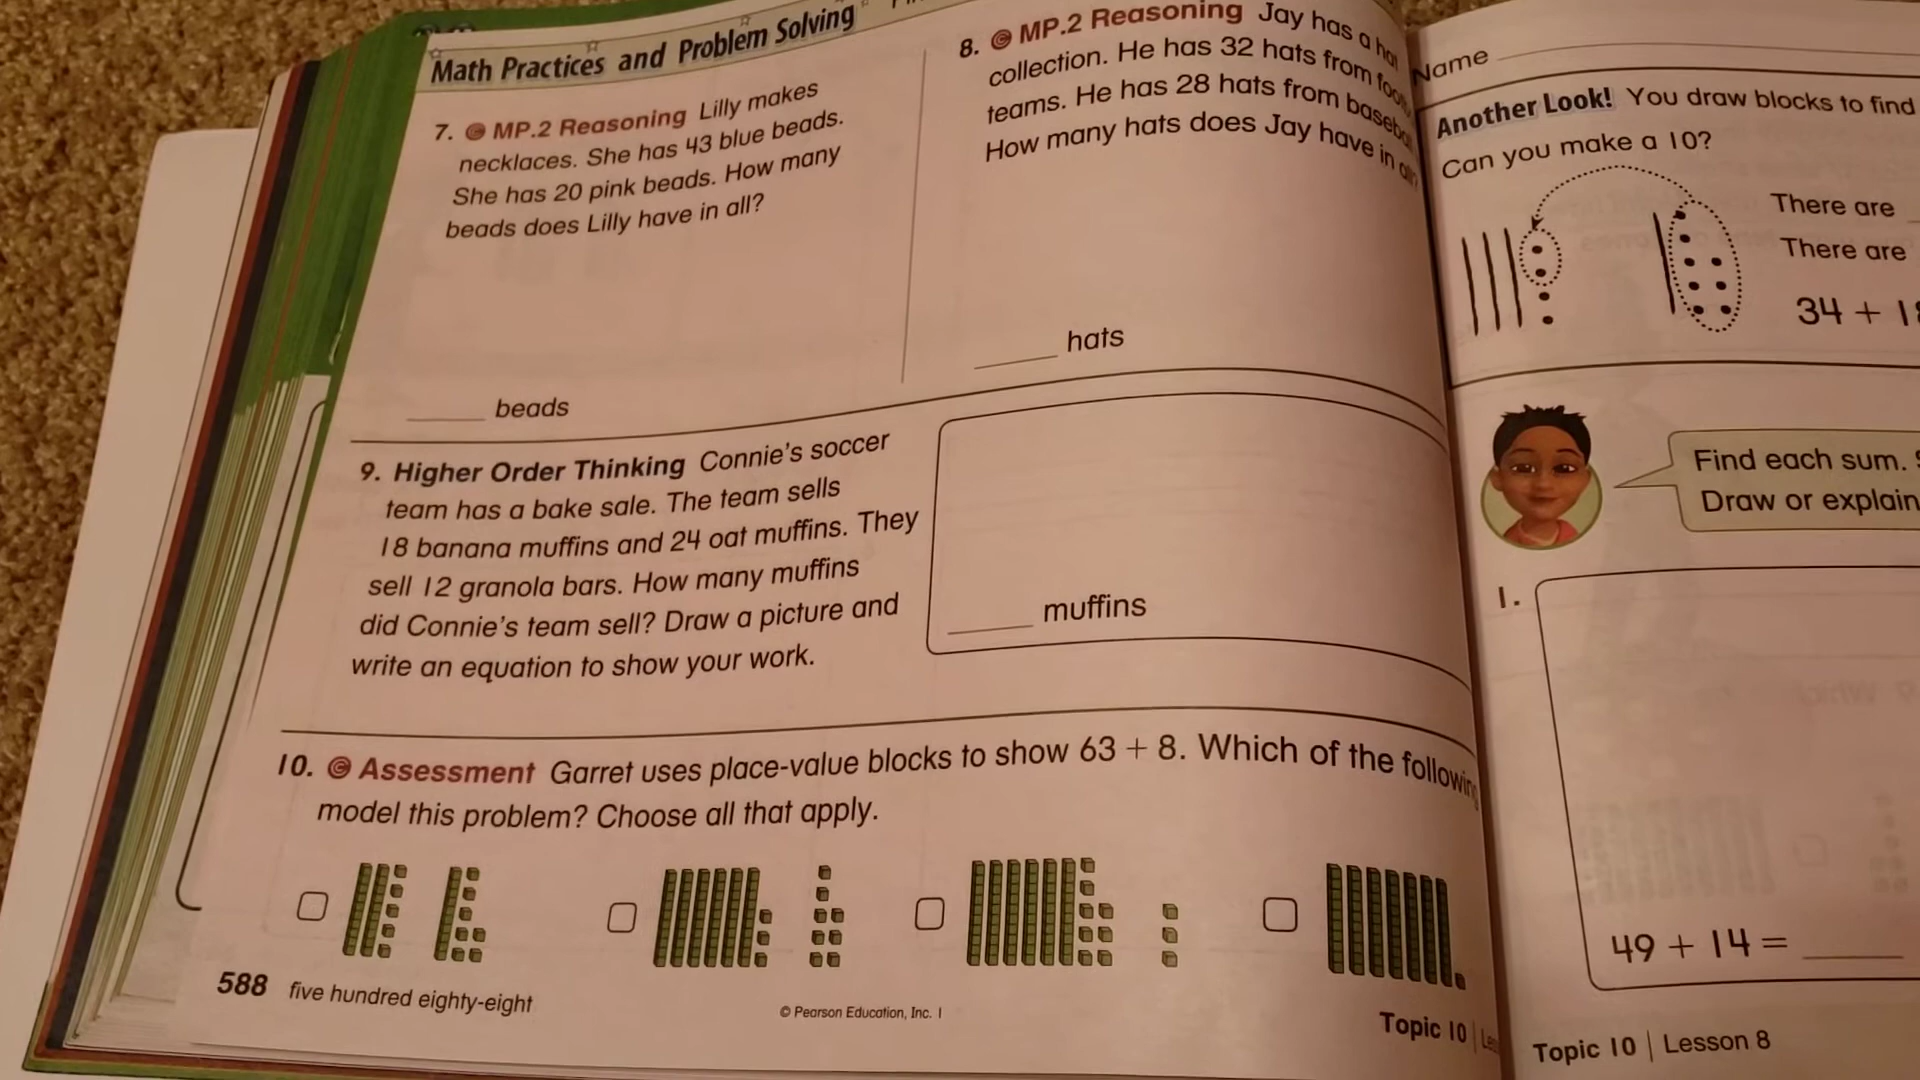 Math Practices and Problem Solving
7. MP.2 Reasoning Lilly makes
necklaces. She has 43 blue beads.
She has 20 pink beads. How many
beads does Lilly have in all?
beads
8. MP.2 Reasoning Jay has a hat
collection. He has 32 hats from
teams. He has 28 hats from
How many hats does Jay have in all?
hats
9. Higher Order Thinking Connie's soccer
team has a bake sale. The team sells
18 banana muffins and 24 oat muffins. They
sell 12 granola bars. How many muffins
did Connie's team sell? Draw a picture and
write an equation to show your work.
muffins
10. Assessment Garret uses place-value blocks to show 63 + 8. Which of the following
model this problem? Choose all that apply.
588 five hundred eighty-eight
© Pearson Education, Inc. 1
Topic 10 |
Name
Another Look! You draw blocks to find
Can you make a 10?
There are
There are
34 +
Find each sum.
Draw or explain
1.
49 + 14 =
Topic 10 | Lesson 8